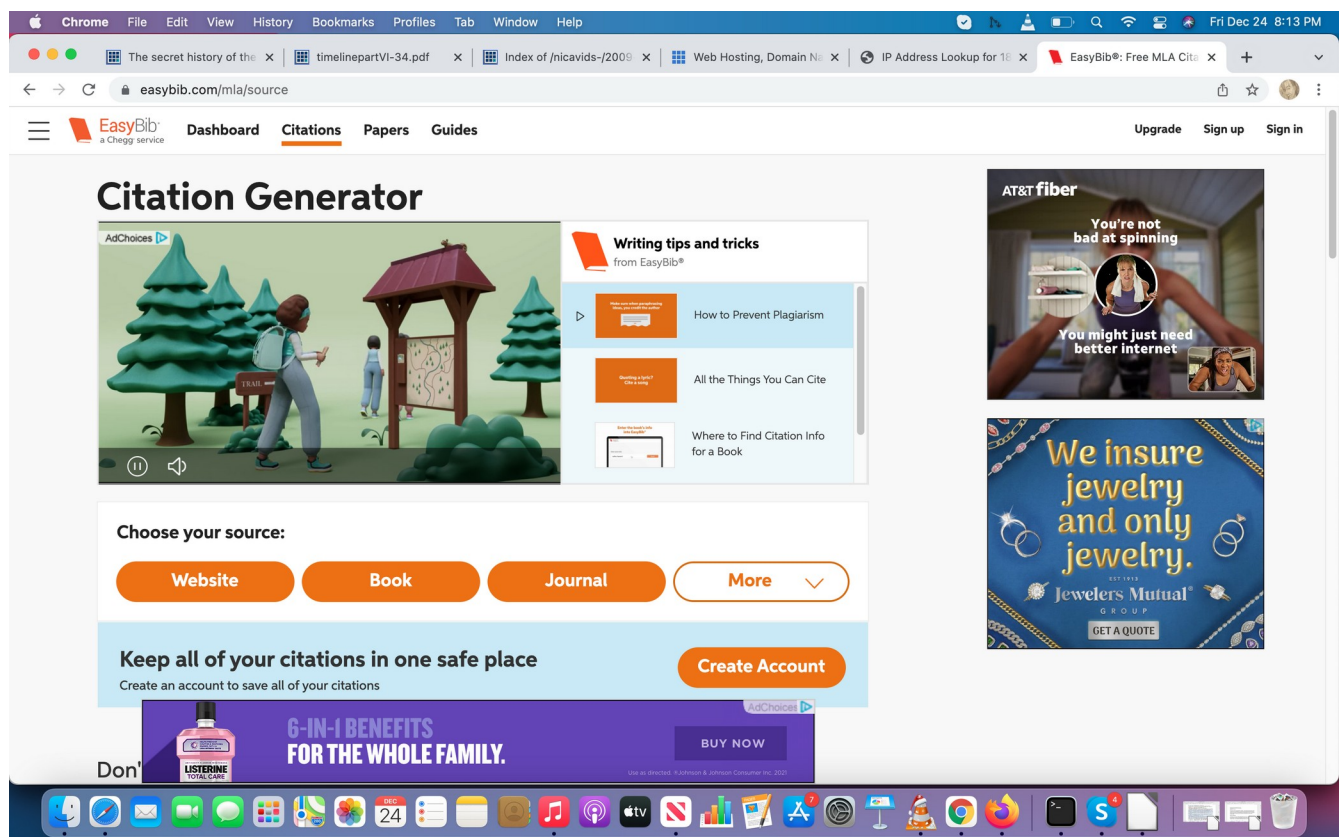 Chrome File Edit View History Bookmarks Profiles Tab Window Help Fri Dec 24 8:13 PM
The secret history of the timelinepartVI-34.pdf Index of /nicavids-/2009 Web Hosting, Domain Na IP Address Lookup for 18 EasyBib®: Free MLA Cita
easybib.com/mla/source
EasyBib® Dashboard Citations Papers Guides Upgrade Sign up Sign in
a Chegg service
Citation Generator
AdChoices
TRAIL
Writing tips and tricks
from EasyBib®
How to Prevent Plagiarism
All the Things You Can Cite
Where to Find Citation Info
for a Book
AT&T fiber
You're not
bad at spinning
You might just need
better internet
Choose your source:
Website Book Journal More
We insure
jewelry
and only
jewelry.
EST 1913
Jewelers Mutual®
GROUP
GET A QUOTE
Keep all of your citations in one safe place
Create an account to save all of your citations
Create Account
AdChoices
LISTERINE
TOTAL CARE
6-IN-1 BENEFITS
FOR THE WHOLE FAMILY.
BUY NOW
Don'
DEC
24
tv
7
S
4